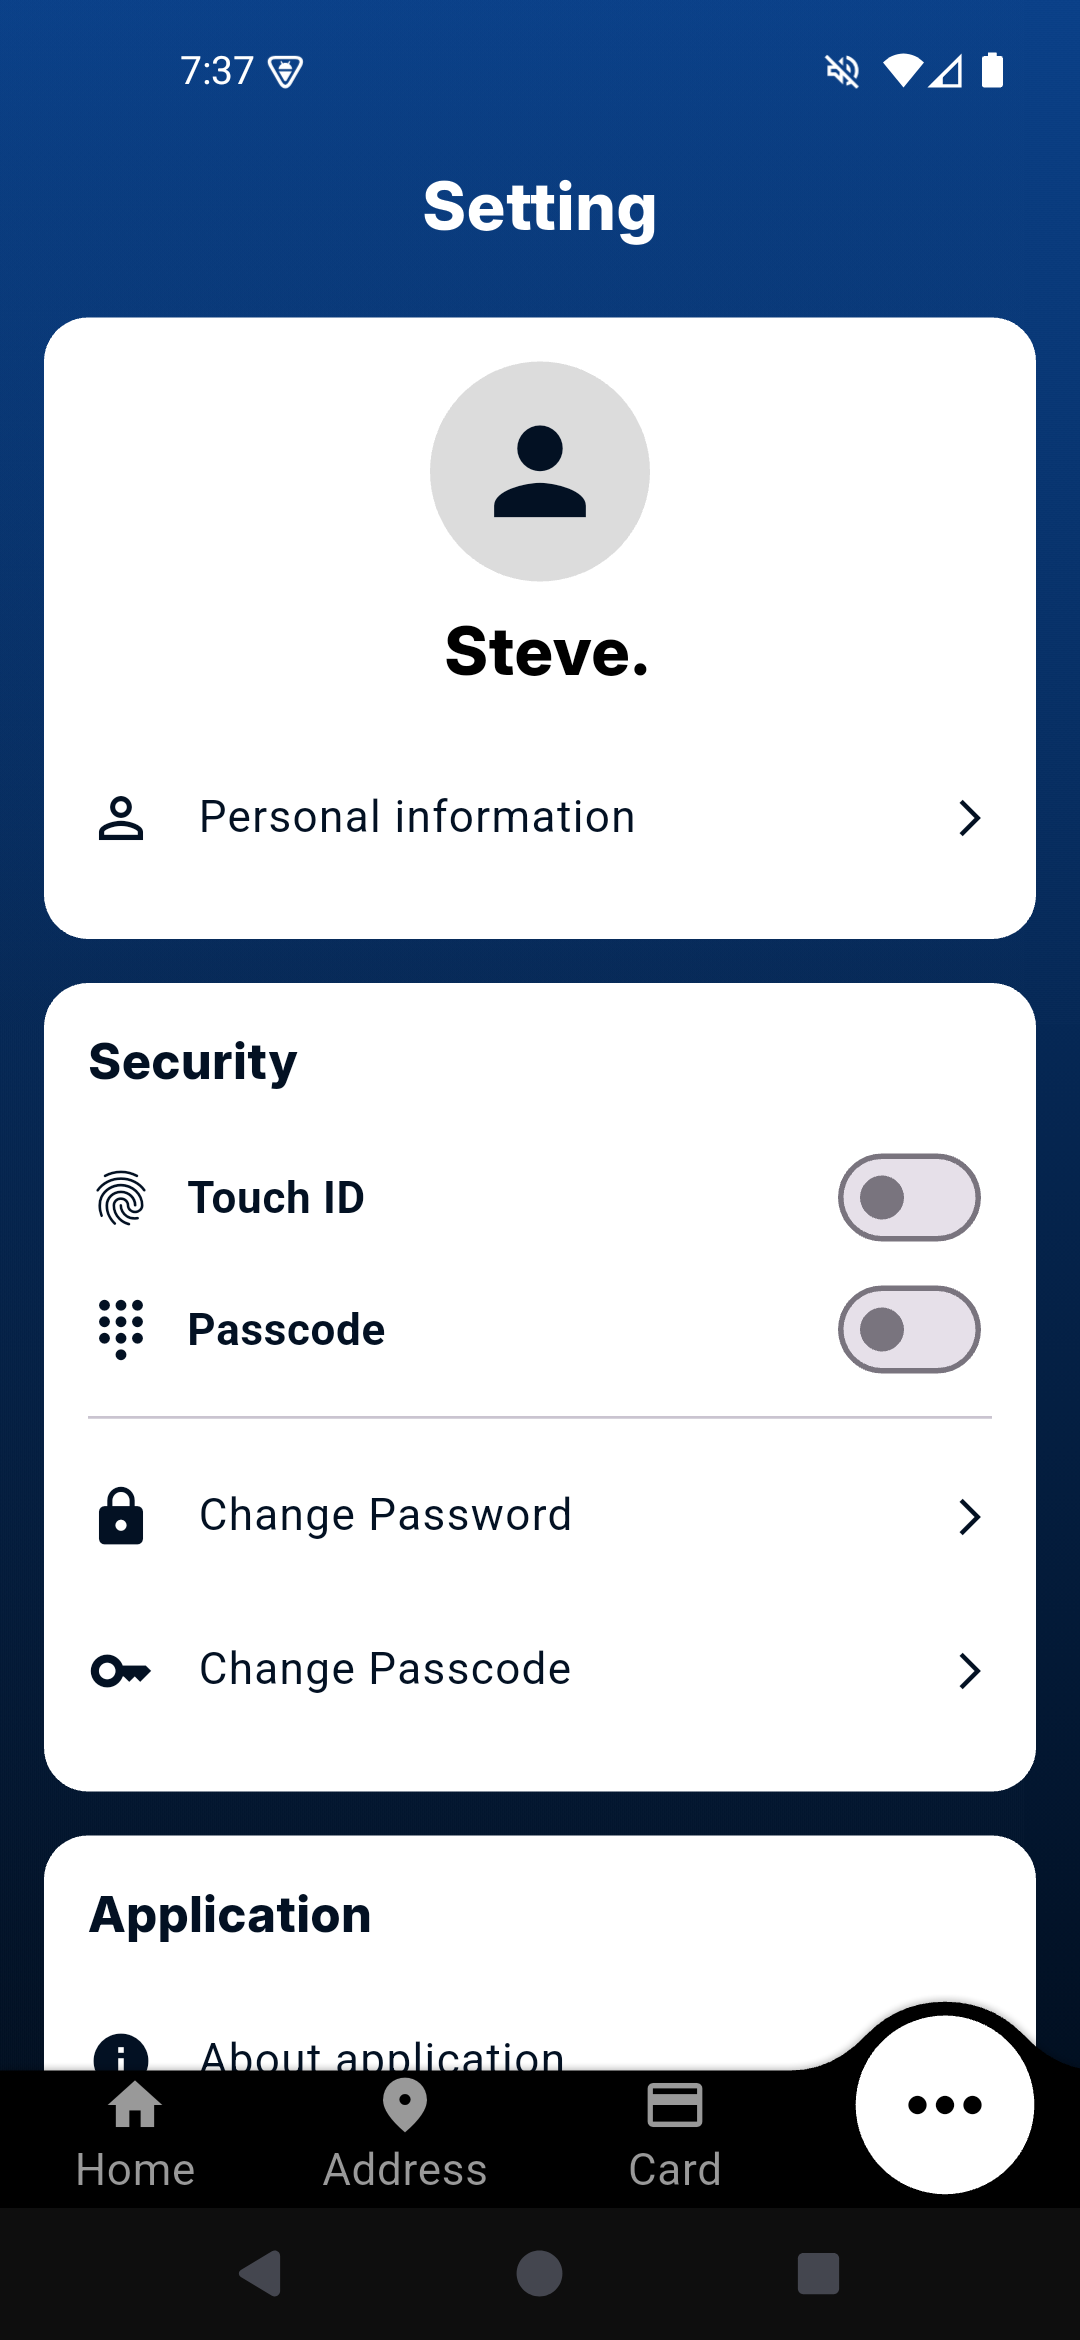 7:37
Setting
Steve.
Personal information
Security
Touch ID
Passcode
Change Password
Change Passcode
Application
About application
Home
Address
Card